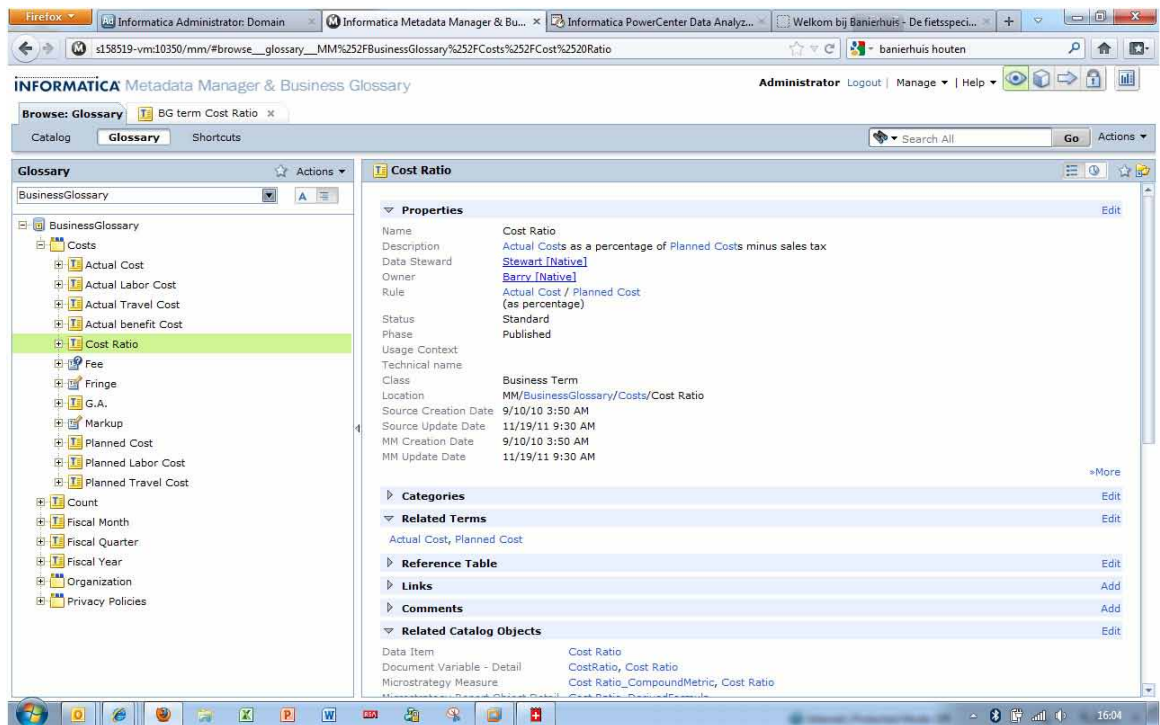 Firefox
Informatica Administrator: Domain
Informatica Metadata Manager & Bu...
Informatica PowerCenter Data Analyz...
Welkom bij Banierhuis - De fietsspeci...
s158519-vm:10350/mm/#browse__glossary__MM%252FBusinessGlossary%252FCosts%252FCost%2520Ratio
banierhuis houten
INFORMATICA Metadata Manager & Business Glossary
Administrator Logout | Manage | Help
Browse: Glossary
BG term Cost Ratio
Catalog Glossary Shortcuts
Search All Go Actions
Glossary Actions
BusinessGlossary
BusinessGlossary
Costs
Actual Cost
Actual Labor Cost
Actual Travel Cost
Actual benefit Cost
Cost Ratio
Fee
Fringe
G.A.
Markup
Planned Cost
Planned Labor Cost
Planned Travel Cost
Count
Fiscal Month
Fiscal Quarter
Fiscal Year
Organization
Privacy Policies
Cost Ratio
Properties Edit
Name Cost Ratio
Description Actual Costs as a percentage of Planned Costs minus sales tax
Data Steward Stewart [Native]
Owner Barry [Native]
Rule Actual Cost / Planned Cost
(as percentage)
Status Standard
Phase Published
Usage Context
Technical name
Class Business Term
Location MM/BusinessGlossary/Costs/Cost Ratio
Source Creation Date 9/10/10 3:50 AM
Source Update Date 11/19/11 9:30 AM
MM Creation Date 9/10/10 3:50 AM
MM Update Date 11/19/11 9:30 AM
»More
Categories Edit
Related Terms Edit
Actual Cost, Planned Cost
Reference Table Edit
Links Add
Comments Add
Related Catalog Objects Edit
Data Item Cost Ratio
Document Variable - Detail CostRatio, Cost Ratio
Microstrategy Measure Cost Ratio_CompoundMetric, Cost Ratio
Microstrategy Report Object Detail Cost Ratio_DerivedFormula
16:04